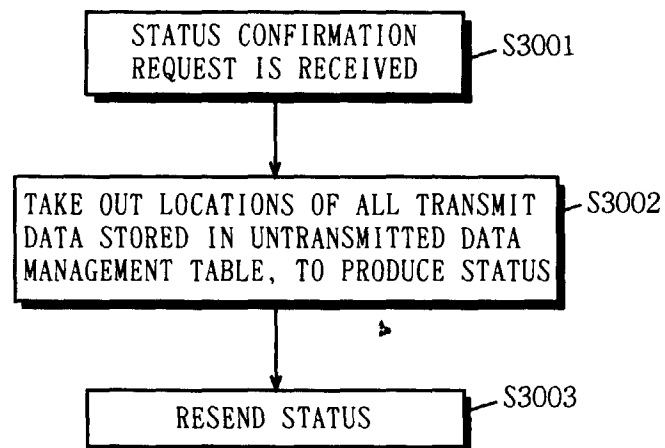 STATUS CONFIRMATION
REQUEST IS RECEIVED
S3001
TAKE OUT LOCATIONS OF ALL TRANSMIT
DATA STORED IN UNTRANSMITTED DATA
MANAGEMENT TABLE, TO PRODUCE STATUS
S3002
RESEND STATUS
S3003